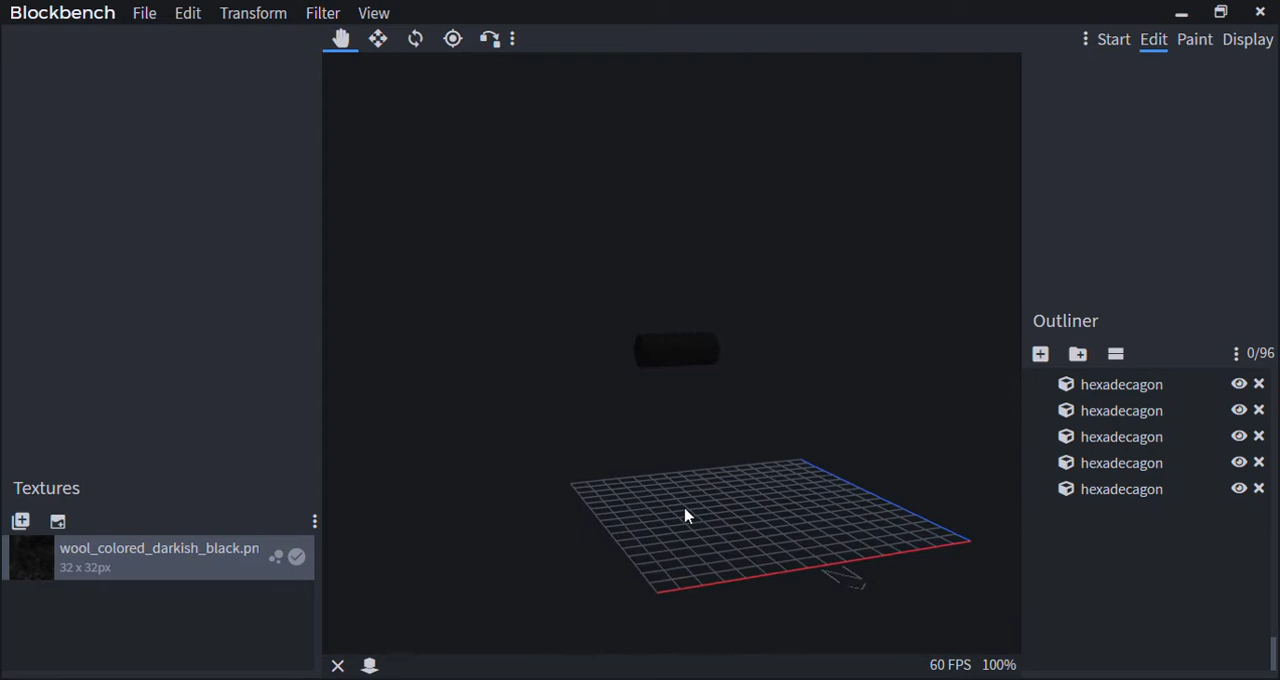 Blockbench File Edit Transform Filter View
Start Edit Paint Display
Outliner
0/96
hexadecagon
hexadecagon
hexadecagon
hexadecagon
hexadecagon
Textures
wool_colored_darkish_black.pn
32 x 32px
60 FPS 100%